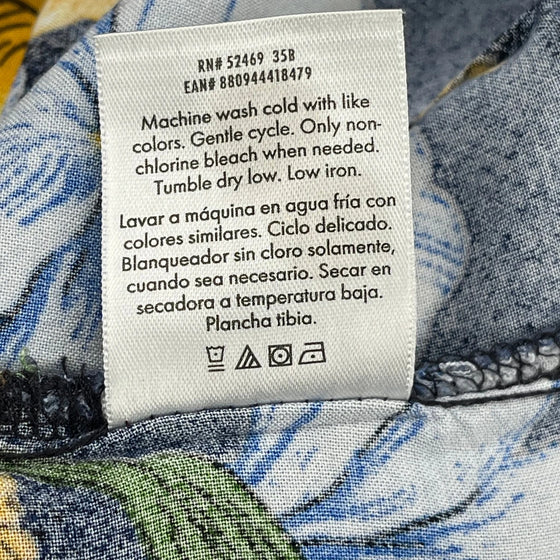 RN# 52469 35B
EAN# 880944418479
Machine wash cold with like
colors. Gentle cycle. Only non-
chlorine bleach when needed.
Tumble dry low. Low iron.
Lavar a máquina en agua fría con
colores similares. Ciclo delicado.
Blanqueador sin cloro solamente,
cuando sea necesario. Secar en
secadora a temperatura baja.
Plancha tibia.